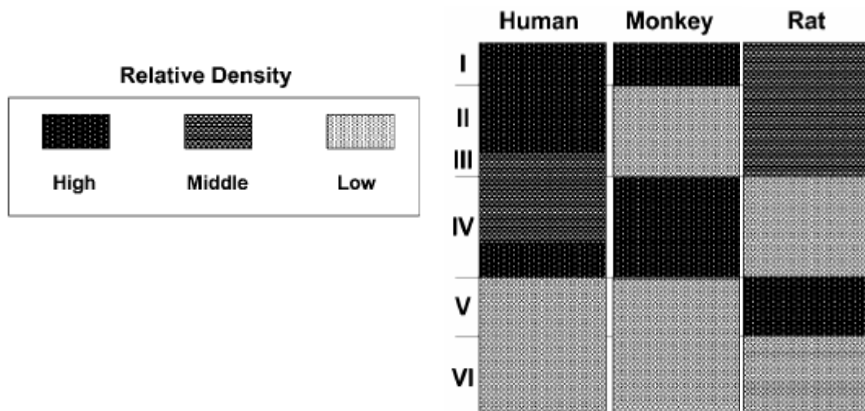 Human Monkey Rat
Relative Density
High Middle Low
I
II
III
IV
V
VI